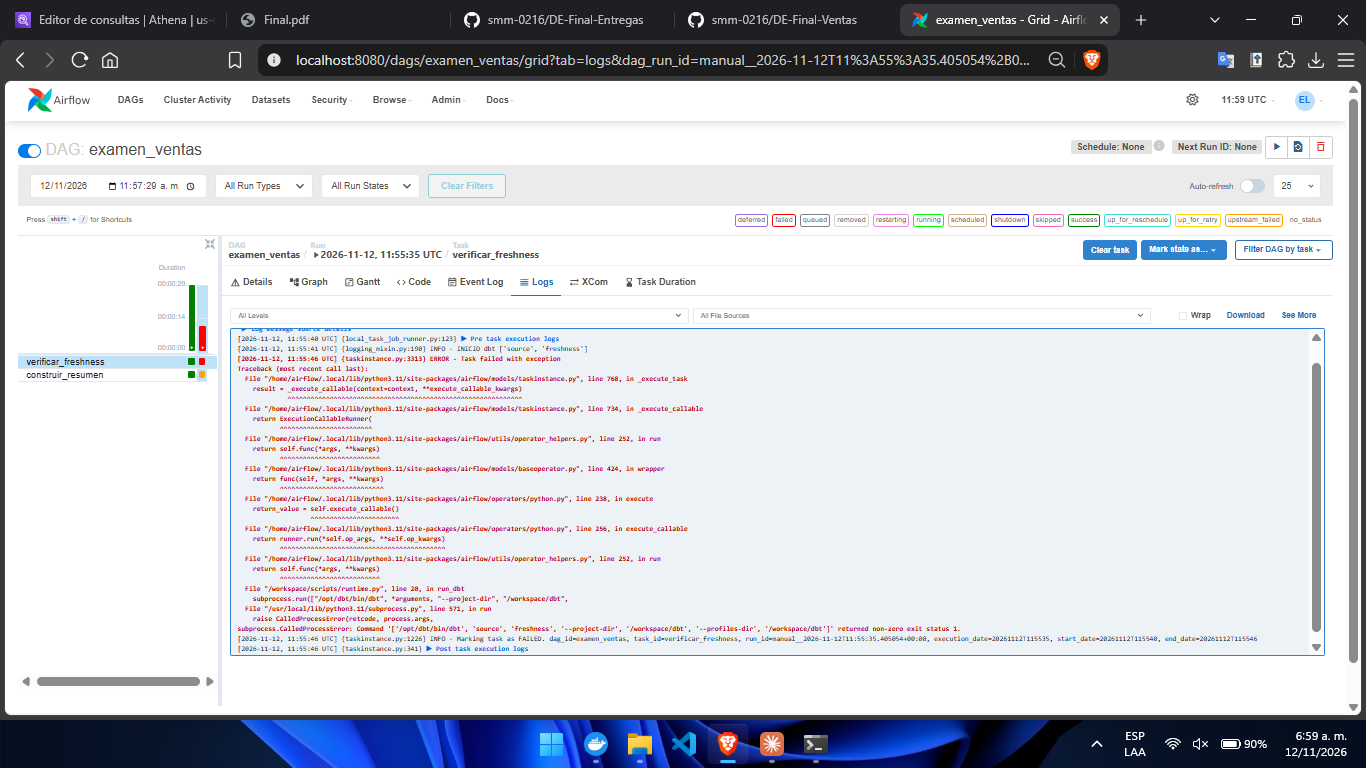 Editor de consultas | Athena | us-
Final.pdf
smm-0216/DE-Final-Entregas
smm-0216/DE-Final-Ventas
examen_ventas - Grid - Airfl
localhost:8080/dags/examen_ventas/grid?tab=logs&dag_run_id=manual__2026-11-12T11%3A55%3A35.405054%2B0...
Airflow
DAGs
Cluster Activity
Datasets
Security
Browse
Admin
Docs
11:59 UTC
EL
DAG: examen_ventas
Schedule: None
Next Run ID: None
12/11/2026 11:57:29 a. m.
All Run Types
All Run States
Clear Filters
Auto-refresh
25
Press shift + / for Shortcuts
deferred
failed
queued
removed
restarting
running
scheduled
shutdown
skipped
success
up_for_reschedule
up_for_retry
upstream_failed
no_status
Duration
00:00:29
00:00:14
00:00:00
verificar_freshness
construir_resumen
DAG
examen_ventas
/
Run
2026-11-12, 11:55:35 UTC
/
Task
verificar_freshness
Clear task
Mark state as...
Filter DAG by task
Details
Graph
Gantt
Code
Event Log
Logs
XCom
Task Duration
All Levels
All File Sources
Wrap
Download
See More
▶ Log message source details
[2026-11-12, 11:55:40 UTC] {local_task_job_runner.py:123} ▶ Pre task execution logs
[2026-11-12, 11:55:41 UTC] {logging_mixin.py:190} INFO - INICIO dbt ['source', 'freshness']
[2026-11-12, 11:55:46 UTC] {taskinstance.py:3313} ERROR - Task failed with exception
Traceback (most recent call last):
File "/home/airflow/.local/lib/python3.11/site-packages/airflow/models/taskinstance.py", line 768, in _execute_task
result = _execute_callable(context=context, **execute_callable_kwargs)
^^^^^^^^^^^^^^^^^^^^^^^^^^^^^^^^^^^^^^^^^^^^^^^^^^^^^^^^^^^^^
File "/home/airflow/.local/lib/python3.11/site-packages/airflow/models/taskinstance.py", line 734, in _execute_callable
return ExecutionCallableRunner(
^^^^^^^^^^^^^^^^^^^^^^^^
File "/home/airflow/.local/lib/python3.11/site-packages/airflow/utils/operator_helpers.py", line 252, in run
return self.func(*args, **kwargs)
^^^^^^^^^^^^^^^^^^^^^^^^^^
File "/home/airflow/.local/lib/python3.11/site-packages/airflow/models/baseoperator.py", line 424, in wrapper
return func(self, *args, **kwargs)
^^^^^^^^^^^^^^^^^^^^^^^^^^^
File "/home/airflow/.local/lib/python3.11/site-packages/airflow/operators/python.py", line 238, in execute
return_value = self.execute_callable()
^^^^^^^^^^^^^^^^^^^^^^^
File "/home/airflow/.local/lib/python3.11/site-packages/airflow/operators/python.py", line 256, in execute_callable
return runner.run(*self.op_args, **self.op_kwargs)
^^^^^^^^^^^^^^^^^^^^^^^^^^^^^^^^^^^^^^^^^^^
File "/home/airflow/.local/lib/python3.11/site-packages/airflow/utils/operator_helpers.py", line 252, in run
return self.func(*args, **kwargs)
^^^^^^^^^^^^^^^^^^^^^^^^^^
File "/workspace/scripts/runtime.py", line 20, in run_dbt
subprocess.run(["/opt/dbt/bin/dbt", *arguments, "--project-dir", "/workspace/dbt",
File "/usr/local/lib/python3.11/subprocess.py", line 571, in run
raise CalledProcessError(retcode, process.args,
subprocess.CalledProcessError: Command '['/opt/dbt/bin/dbt', 'source', 'freshness', '--project-dir', '/workspace/dbt', '--profiles-dir', '/workspace/dbt']' returned non-zero exit status 1.
[2026-11-12, 11:55:46 UTC] {taskinstance.py:1226} INFO - Marking task as FAILED. dag_id=examen_ventas, task_id=verificar_freshness, run_id=manual__2026-11-12T11:55:35.405054+00:00, execution_date=20261112T115535, start_date=20261112T115540, end_date=20261112T115546
[2026-11-12, 11:55:46 UTC] {taskinstance.py:341} ▶ Post task execution logs
ESP
LAA
90%
6:59 a. m.
12/11/2026